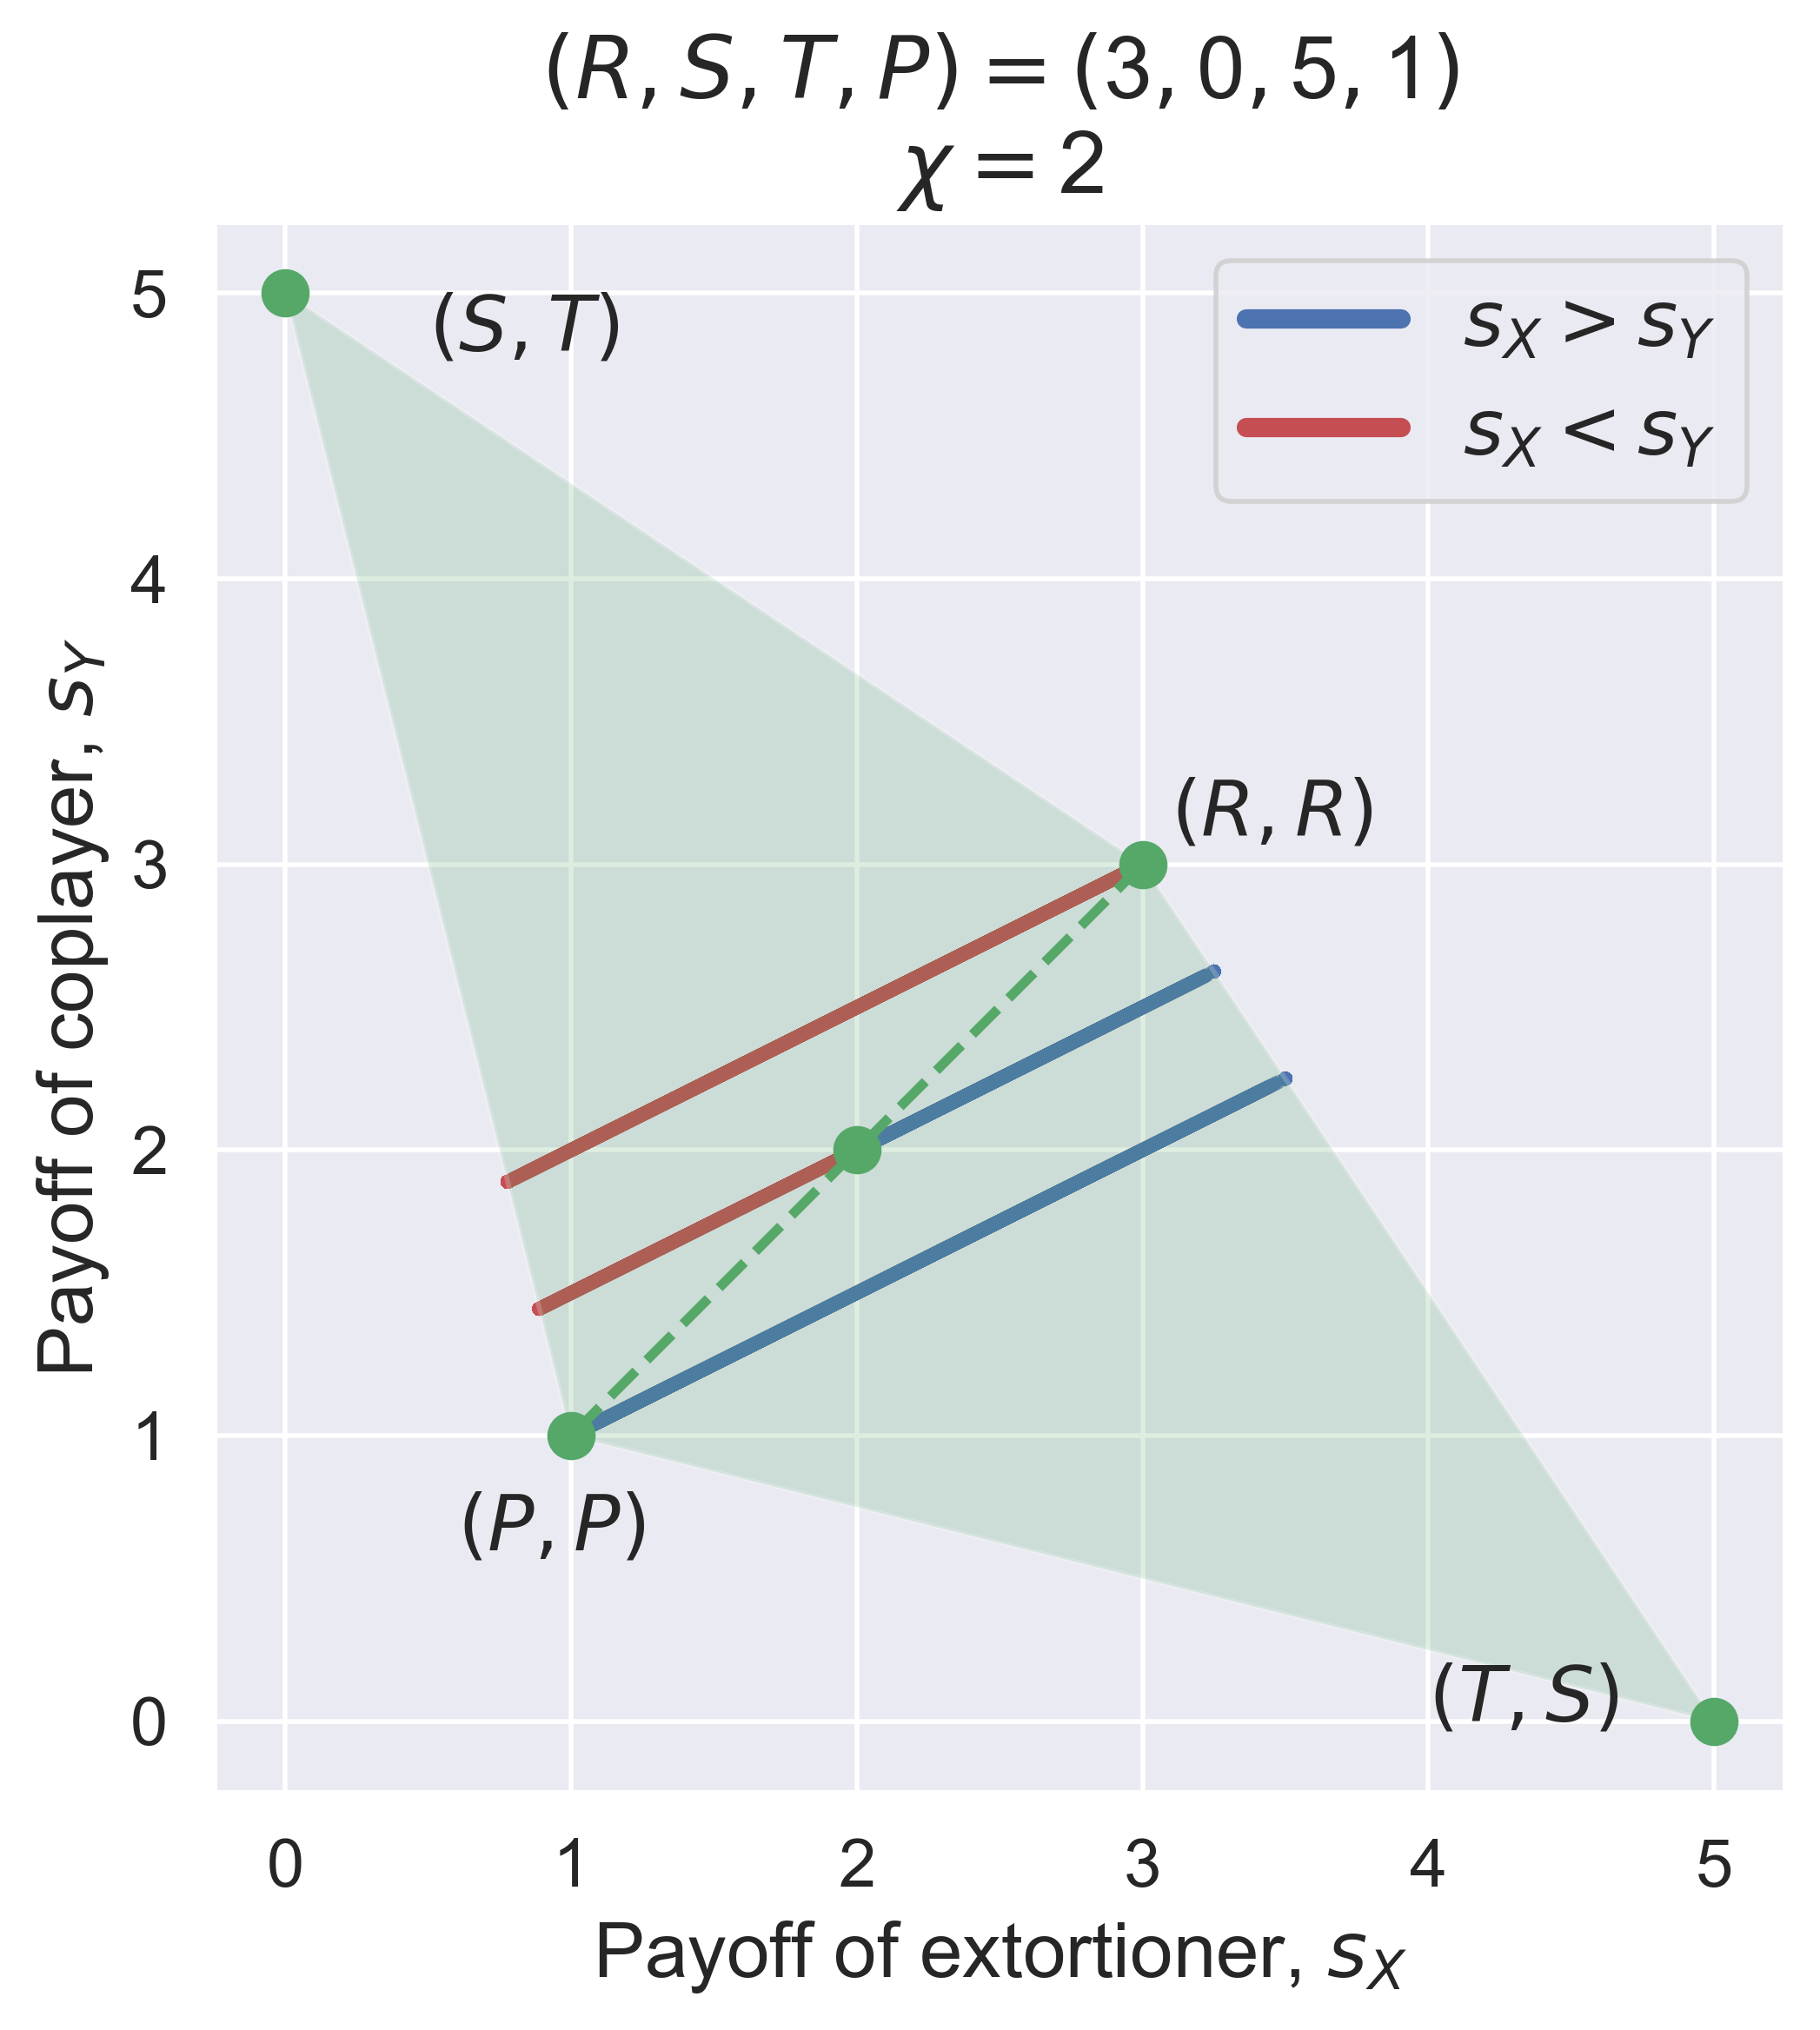 (R, S, T, P) = (3, 0, 5, 1)
χ = 2
5
4
3
2
1
0
Payoff of coplayer, s_Y
(S, T)
s_X > s_Y
s_X < s_Y
(R, R)
(P, P)
(T, S)
0 1 2 3 4 5
Payoff of extortioner, s_X